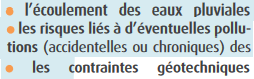 • l'écoulement des eaux pluviales
• les risques liés à d'éventuelles pollu-
tions (accidentelles ou chroniques) des
• les contraintes géotechniques